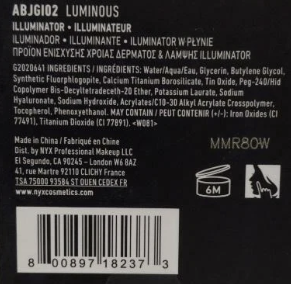 ABJGI02 LUMINOUS
ILLUMINATOR • ILLUMINATEUR
ILUMINADOR • ILLUMINANTE • ILUMINATOR W PŁYNIE
ΠΡΟΪΟΝ ΕΝΙΣΧΥΣΗΣ ΧΡΟΙΑΣ ΔΕΡΜΑΤΟΣ & ΛΑΜΨΗΣ ILLUMINATOR
G2020641 INGREDIENTS / INGRÉDIENTS: Water/Aqua/Eau, Glycerin, Butylene Glycol,
Synthetic Fluorphlogopite, Calcium Titanium Borosilicate, Tin Oxide, Peg-240/Hdi
Copolymer Bis-Decyltetradeceth-20 Ether, Potassium Laurate, Sodium
Hyaluronate, Sodium Hydroxide, Acrylates/C10-30 Alkyl Acrylate Crosspolymer,
Tocopherol, Phenoxyethanol. MAY CONTAIN / PEUT CONTENIR (+/-): Iron Oxides (CI
77491), Titanium Dioxide (CI 77891). <W081>
Made in China / Fabriqué en Chine
Dist. by NYX Professional Makeup LLC
El Segundo, CA 90245 - London W6 8AZ
41, rue Martre 92110 CLICHY France
TSA 75000 93584 ST OUEN CEDEX FR
www.nyxcosmetics.com
MMR80W
6M
8 00897 18237 3